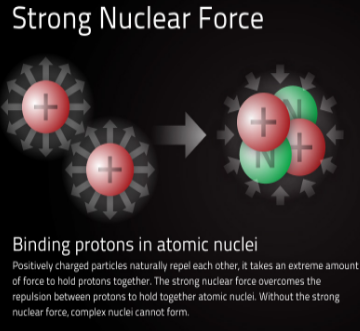 Strong Nuclear Force
+
+
+
N
+
N
Binding protons in atomic nuclei
Positively charged particles naturally repel each other, it takes an extreme amount
of force to hold protons together. The strong nuclear force overcomes the
repulsion between protons to hold together atomic nuclei. Without the strong
nuclear force, complex nuclei cannot form.